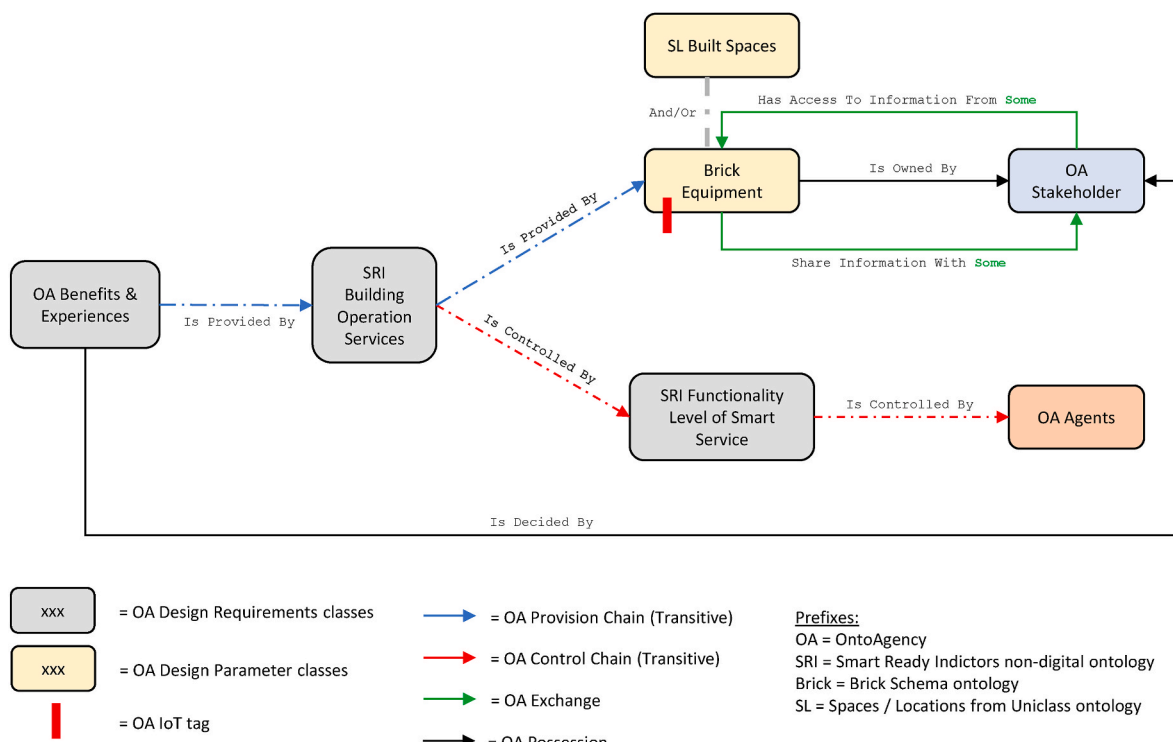 SL Built Spaces
Has Access To Information From Some
And/Or
Brick
Equipment
Is Owned By
OA
Stakeholder
Is Provided By
Share Information With Some
SRI
Building
Operation
Services
OA Benefits &
Experiences
Is Provided By
Is Controlled By
SRI Functionality
Level of Smart
Service
Is Controlled By
OA Agents
Is Decided By
xxx
= OA Design Requirements classes
xxx
= OA Design Parameter classes
= OA IoT tag
= OA Provision Chain (Transitive)
= OA Control Chain (Transitive)
= OA Exchange
= OA Possession
Prefixes:
OA = OntoAgency
SRI = Smart Ready Indictors non-digital ontology
Brick = Brick Schema ontology
SL = Spaces / Locations from Uniclass ontology